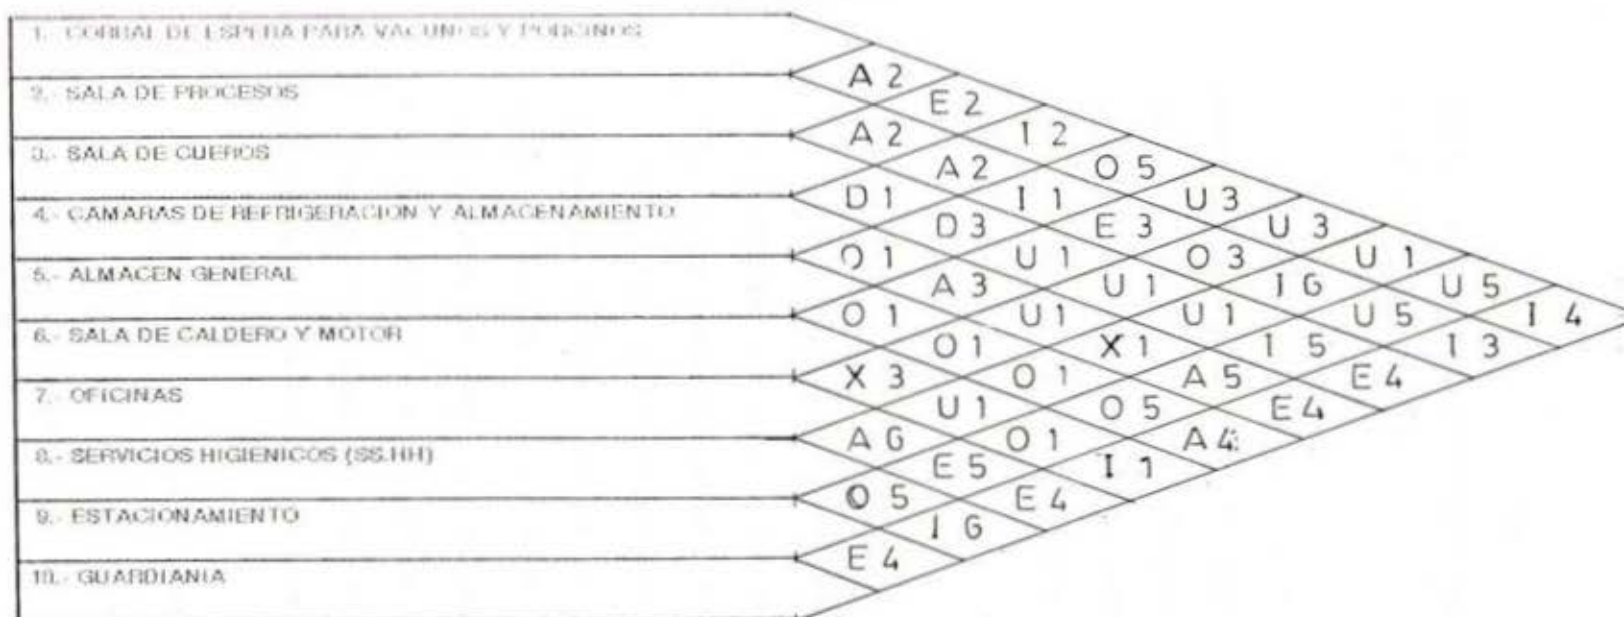 1.- CORRAL DE ESPERA PARA VACUNOS Y PORCINOS
A 2
2.- SALA DE PROCESOS
E 2
A 2 I 2
3.- SALA DE CUEROS
A 2 O 5
D 1 I 1 U 3
4.- CAMARAS DE REFRIGERACION Y ALMACENAMIENTO
D 3 E 3 U 3
O 1 U 1 O 3 U 1
5.- ALMACEN GENERAL
A 3 U 1 I 6 U 5
O 1 U 1 U 1 U 5 I 4
6.- SALA DE CALDERO Y MOTOR
O 1 X 1 I 5 I 3
X 3 O 1 A 5 E 4
7.- OFICINAS
U 1 O 5 E 4
A 6 O 1 A 4
8.- SERVICIOS HIGIENICOS (SS.HH)
E 5 I 1
O 5 E 4
9.- ESTACIONAMIENTO
I 6
E 4
10.- GUARDIANIA